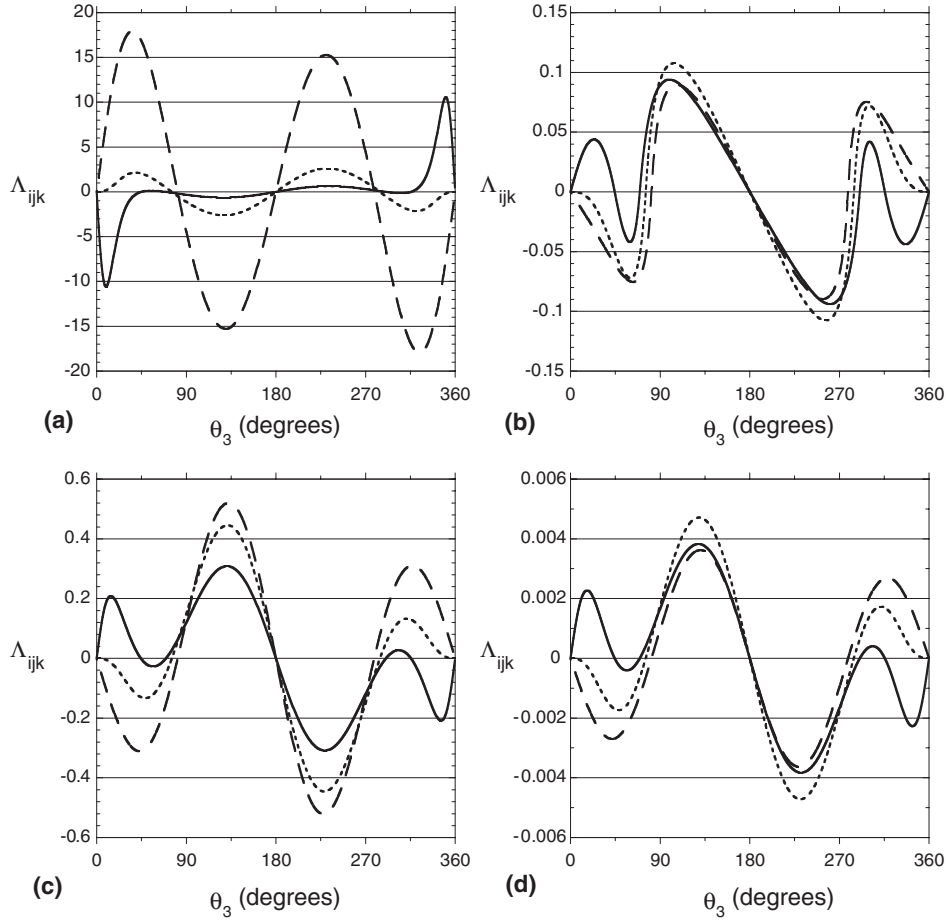 20
15
10
5
0
-5
-10
-15
-20
Λijk
0 90 180 270 360
(a)
θ3 (degrees)
0.15
0.1
0.05
0
-0.05
-0.1
-0.15
Λijk
0 90 180 270 360
(b)
θ3 (degrees)
0.6
0.4
0.2
0
-0.2
-0.4
-0.6
Λijk
0 90 180 270 360
(c)
θ3 (degrees)
0.006
0.004
0.002
0
-0.002
-0.004
-0.006
Λijk
0 90 180 270 360
(d)
θ3 (degrees)